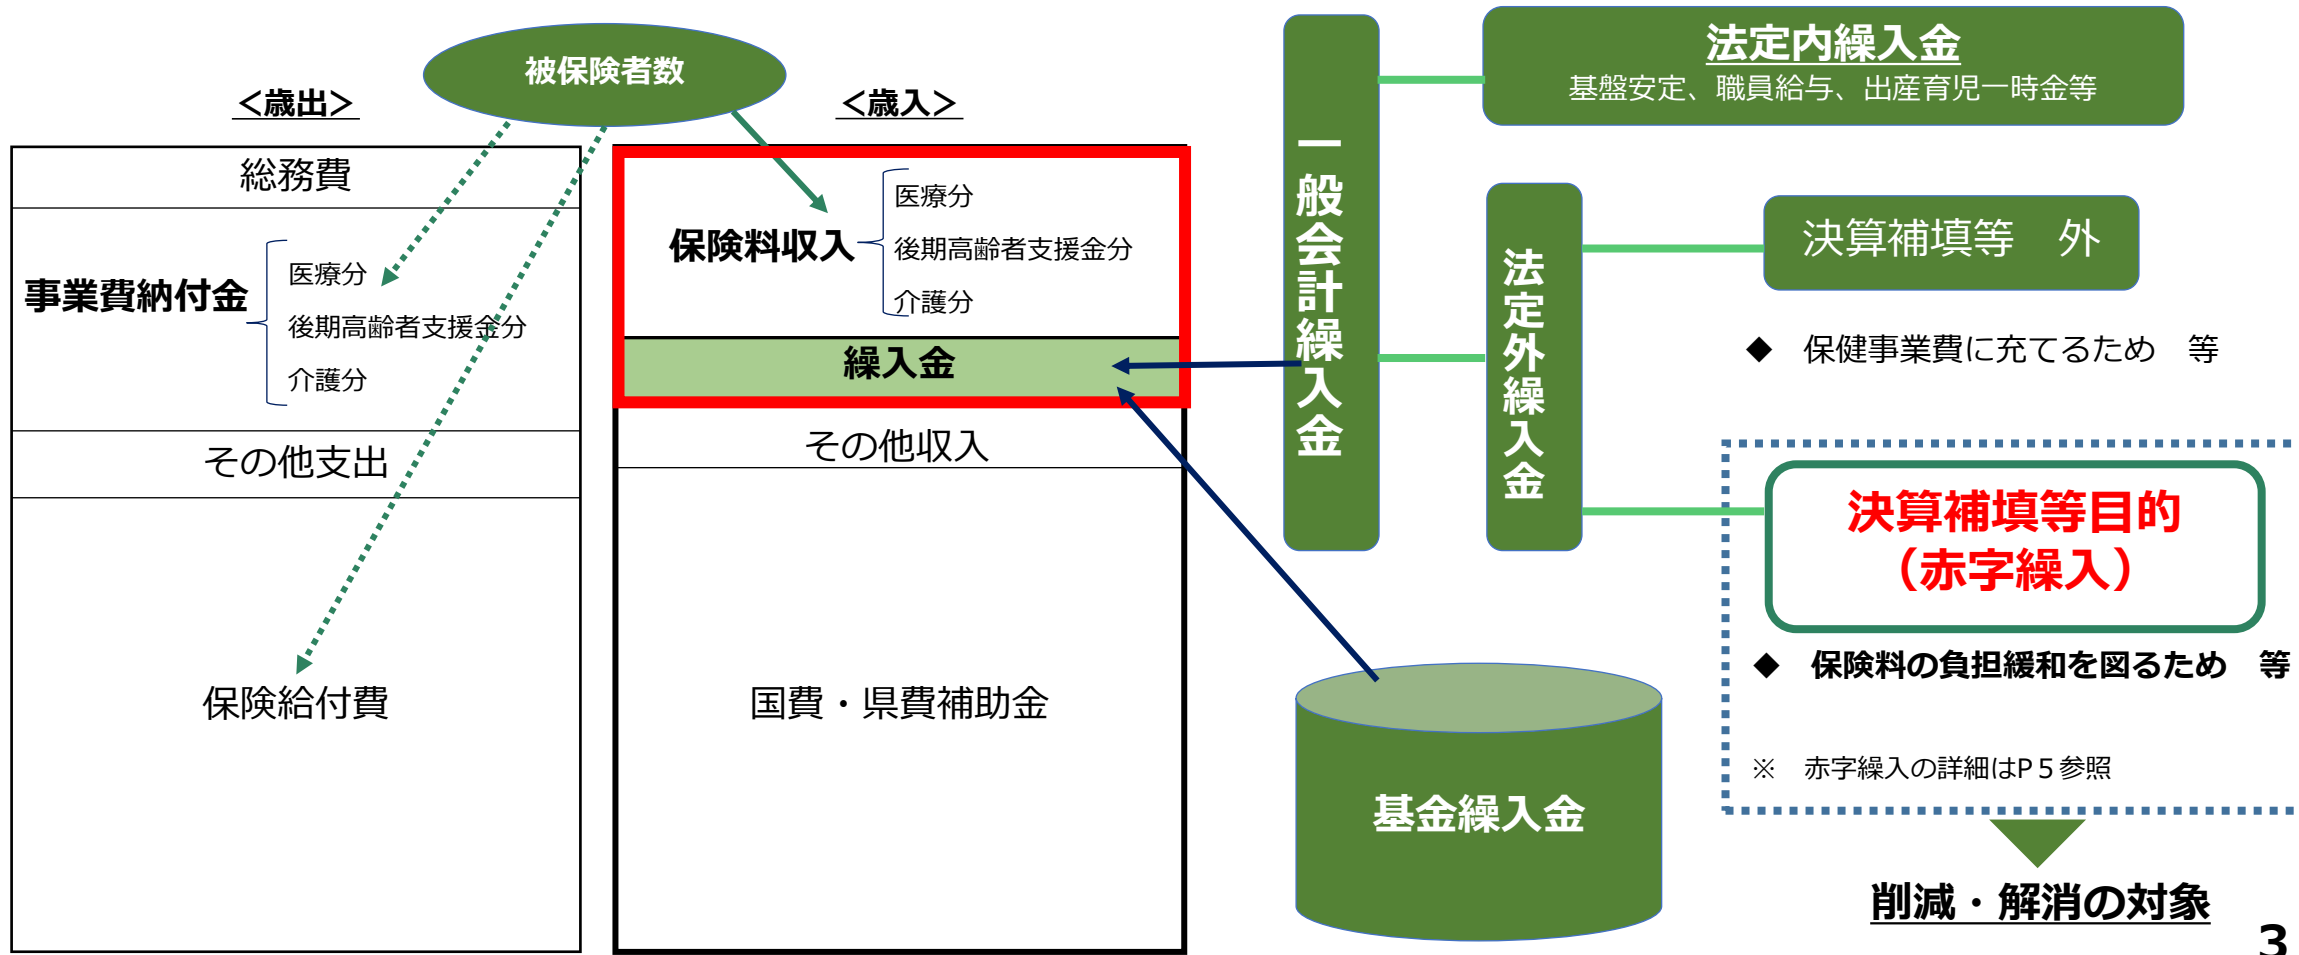 被保険者数
＜歳出＞
総務費
事業費納付金
医療分
後期高齢者支援金分
介護分
その他支出
保険給付費
＜歳入＞
保険料収入
医療分
後期高齢者支援金分
介護分
繰入金
その他収入
国費・県費補助金
一般会計繰入金
法定内繰入金
基盤安定、職員給与、出産育児一時金等
法定外繰入金
決算補填等　外
◆　保健事業費に充てるため　等
決算補填等目的
（赤字繰入）
◆　保険料の負担緩和を図るため　等
※　赤字繰入の詳細はP５参照
基金繰入金
削減・解消の対象
3